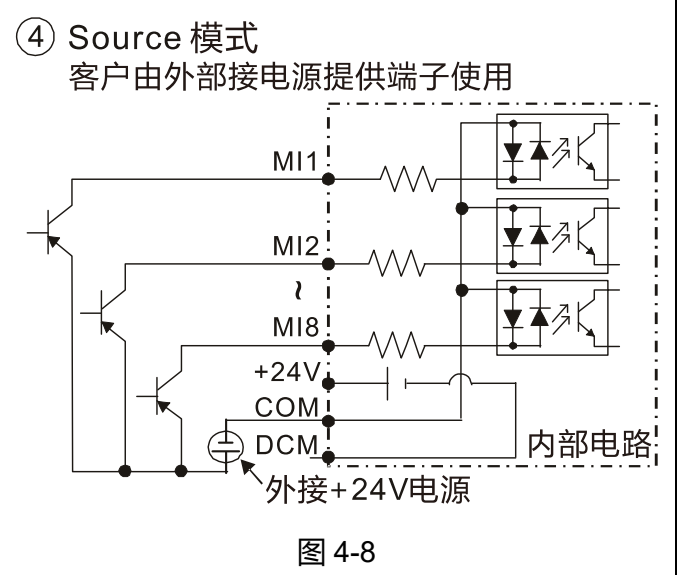 ④ Source 模式
客户由外部接电源提供端子使用
MI1
MI2
~
MI8
+24V
COM
DCM
内部电路
外接+24V电源
图 4-8